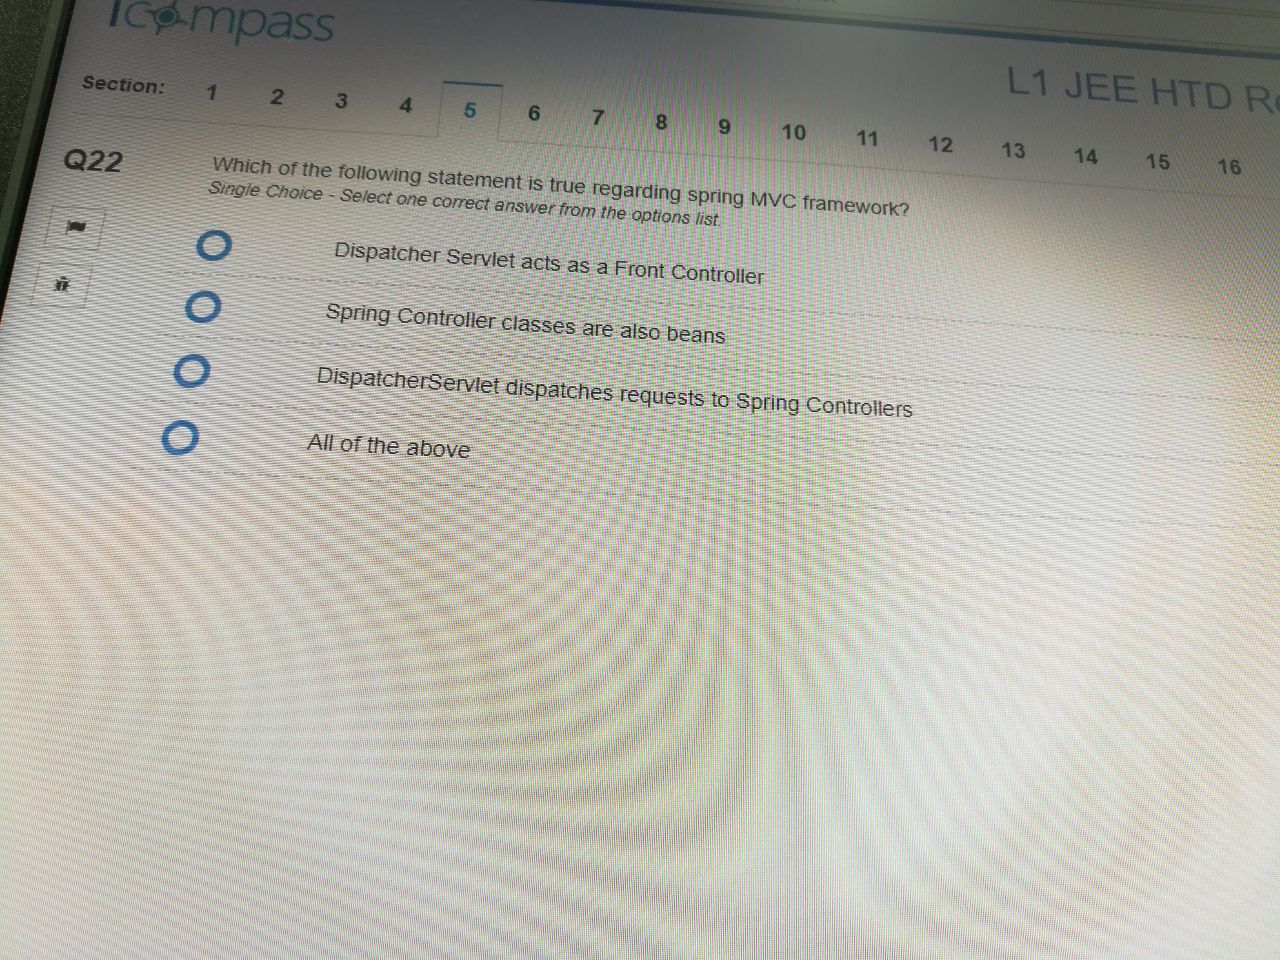 icompass
L1 JEE HTD
Section: 1 2 3 4 5 6 7 8 9 10 11 12 13 14 15 16
Q22
Which of the following statement is true regarding spring MVC framework?
Single Choice - Select one correct answer from the options list.
Dispatcher Servlet acts as a Front Controller
Spring Controller classes are also beans
DispatcherServlet dispatches requests to Spring Controllers
All of the above